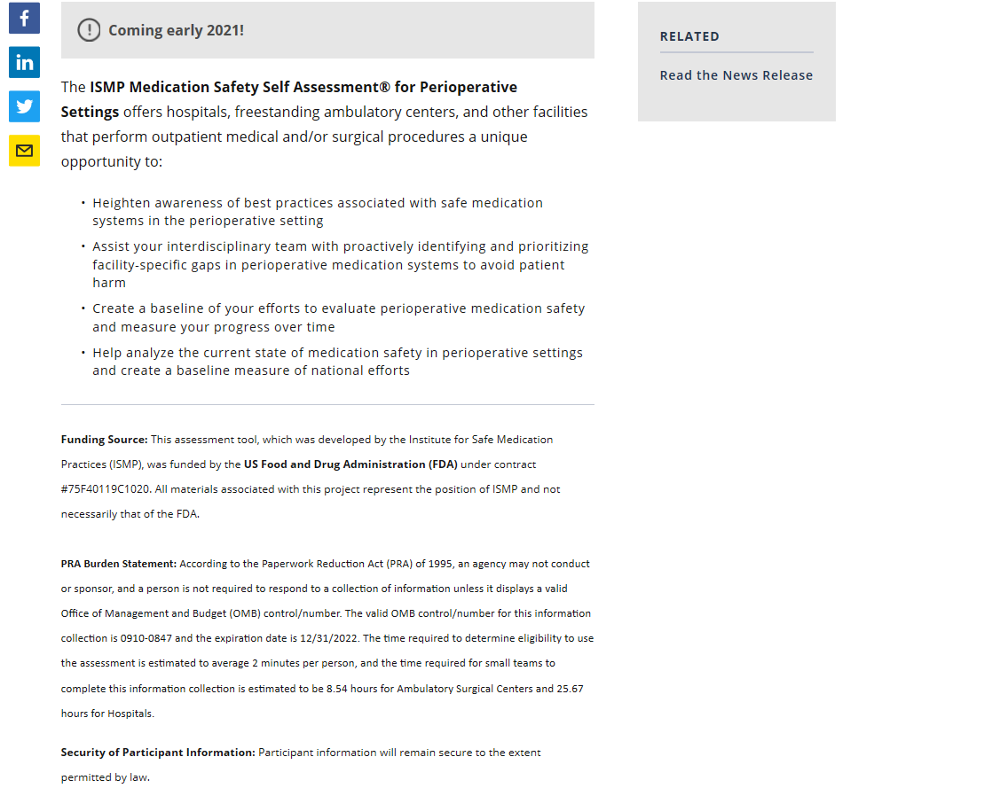 Coming early 2021!
The ISMP Medication Safety Self Assessment® for Perioperative
Settings offers hospitals, freestanding ambulatory centers, and other facilities
that perform outpatient medical and/or surgical procedures a unique
opportunity to:
• Heighten awareness of best practices associated with safe medication
systems in the perioperative setting
• Assist your interdisciplinary team with proactively identifying and prioritizing
facility-specific gaps in perioperative medication systems to avoid patient
harm
• Create a baseline of your efforts to evaluate perioperative medication safety
and measure your progress over time
• Help analyze the current state of medication safety in perioperative settings
and create a baseline measure of national efforts
Funding Source: This assessment tool, which was developed by the Institute for Safe Medication
Practices (ISMP), was funded by the US Food and Drug Administration (FDA) under contract
#75F40119C1020. All materials associated with this project represent the position of ISMP and not
necessarily that of the FDA.
PRA Burden Statement: According to the Paperwork Reduction Act (PRA) of 1995, an agency may not conduct
or sponsor, and a person is not required to respond to a collection of information unless it displays a valid
Office of Management and Budget (OMB) control/number. The valid OMB control/number for this information
collection is 0910-0847 and the expiration date is 12/31/2022. The time required to determine eligibility to use
the assessment is estimated to average 2 minutes per person, and the time required for small teams to
complete this information collection is estimated to be 8.54 hours for Ambulatory Surgical Centers and 25.67
hours for Hospitals.
Security of Participant Information: Participant information will remain secure to the extent
permitted by law.
RELATED
Read the News Release